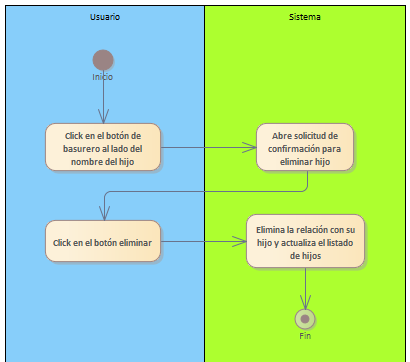 Usuario
Sistema
Inicio
Click en el botón de
basurero al lado del
nombre del hijo
Abre solicitud de
confirmación para
eliminar hijo
Click en el botón eliminar
Elimina la relación con su
hijo y actualiza el listado
de hijos
Fin